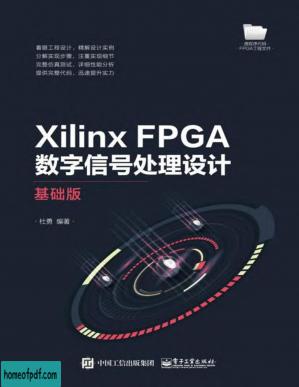 着眼工程设计，精解设计实例
分解实现步骤，注重实现细节
完整仿真测试，详细性能分析
提供完整代码，迅速提升实力
Xilinx FPGA
数字信号处理设计
基础版
·杜勇 编著·
中国工信出版集团
电子工业出版社
homeofpdf.com